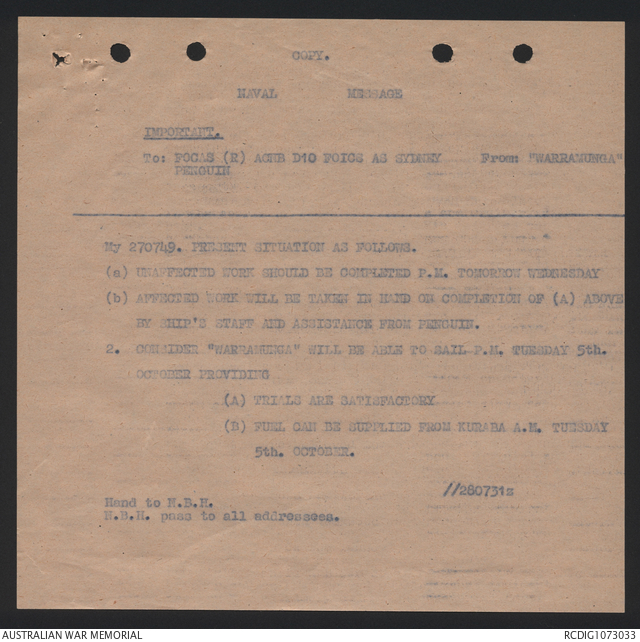 COPY.
NAVAL MESSAGE
IMPORTANT.
To: FOCAS (R) ACNB D10 FOICS AS SYDNEY From: "WARRAMUNGA"
PENGUIN
My 270749. PRESENT SITUATION AS FOLLOWS.
(a) UNAFFECTED WORK SHOULD BE COMPLETED P.M. TOMORROW WEDNESDAY
(b) AFFECTED WORK WILL BE TAKEN IN HAND ON COMPLETION OF (A) ABOVE
BY SHIP'S STAFF AND ASSISTANCE FROM PENGUIN.
2. CONSIDER "WARRAMUNGA" WILL BE ABLE TO SAIL P.M. TUESDAY 5th.
OCTOBER PROVIDING
(A) TRIALS ARE SATISFACTORY
(B) FUEL CAN BE SUPPLIED FROM KURABA A.M. TUESDAY
5th. OCTOBER.
//280731z
Hand to N.B.H.
N.B.H. pass to all addressees.
AUSTRALIAN WAR MEMORIAL RCDIG1073033